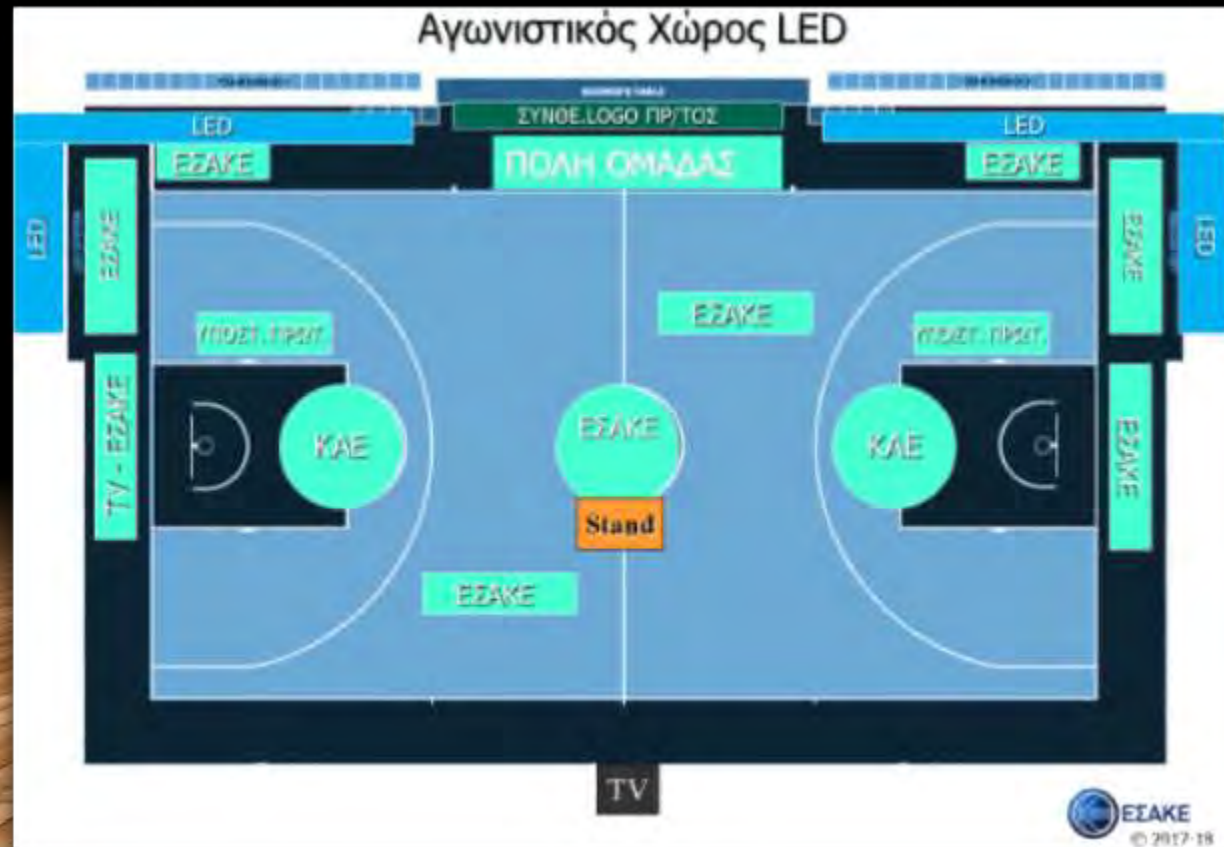 Αγωνιστικός Χώρος LED
ΣΥΝΘΕ.LOGO ΠΡ/ΤΟΣ
LED
LED
ΕΣΑΚΕ
ΠΟΛΗ ΟΜΑΔΑΣ
ΕΣΑΚΕ
LED
ΕΣΑΚΕ
ΕΣΑΚΕ
LED
ΕΣΑΚΕ
ΥΠΟΣΤ. ΠΡΩΤ.
ΥΠΟΣΤ. ΠΡΩΤ.
TV - ΕΣΑΚΕ
ΚΑΕ
ΕΣΑΚΕ
ΚΑΕ
ΕΣΑΚΕ
Stand
ΕΣΑΚΕ
TV
ΕΣΑΚΕ
© 2017-18